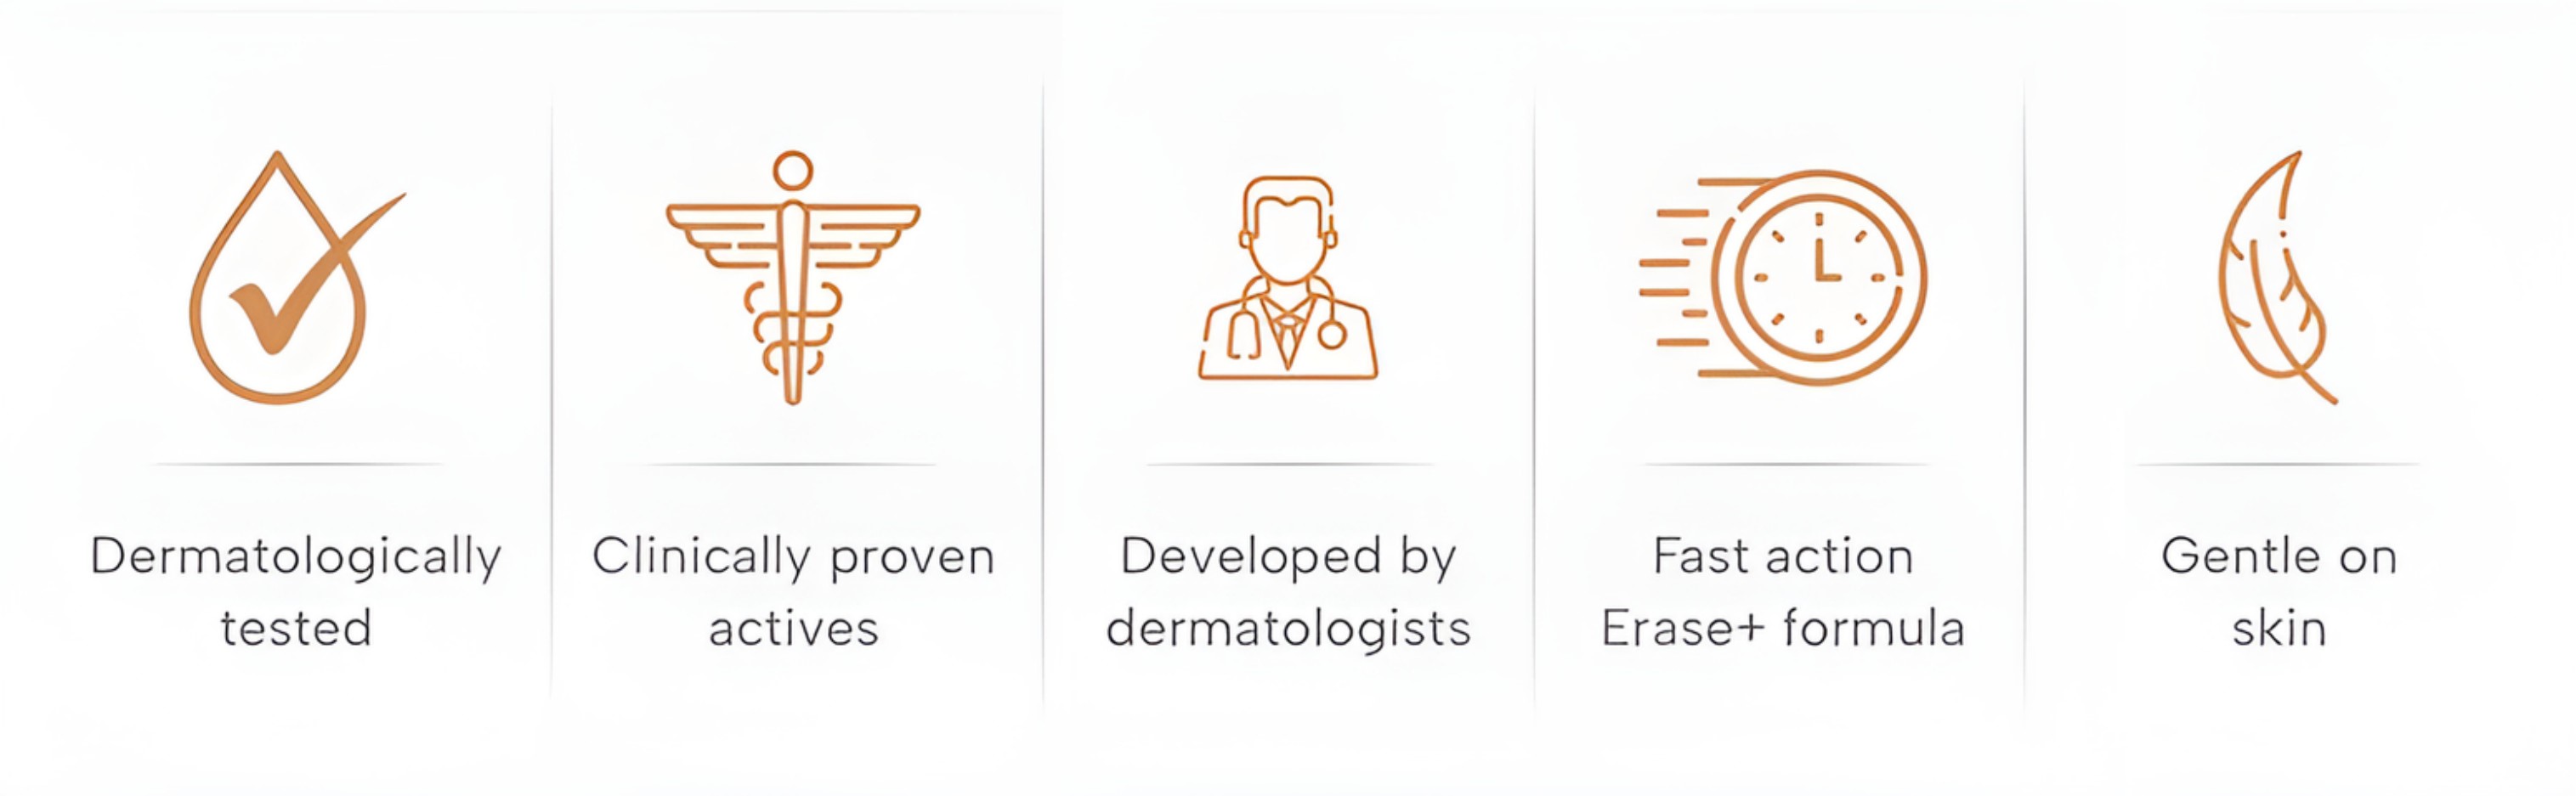 Dermatologically
tested
Clinically proven
actives
Developed by
dermatologists
Fast action
Erase+ formula
Gentle on
skin